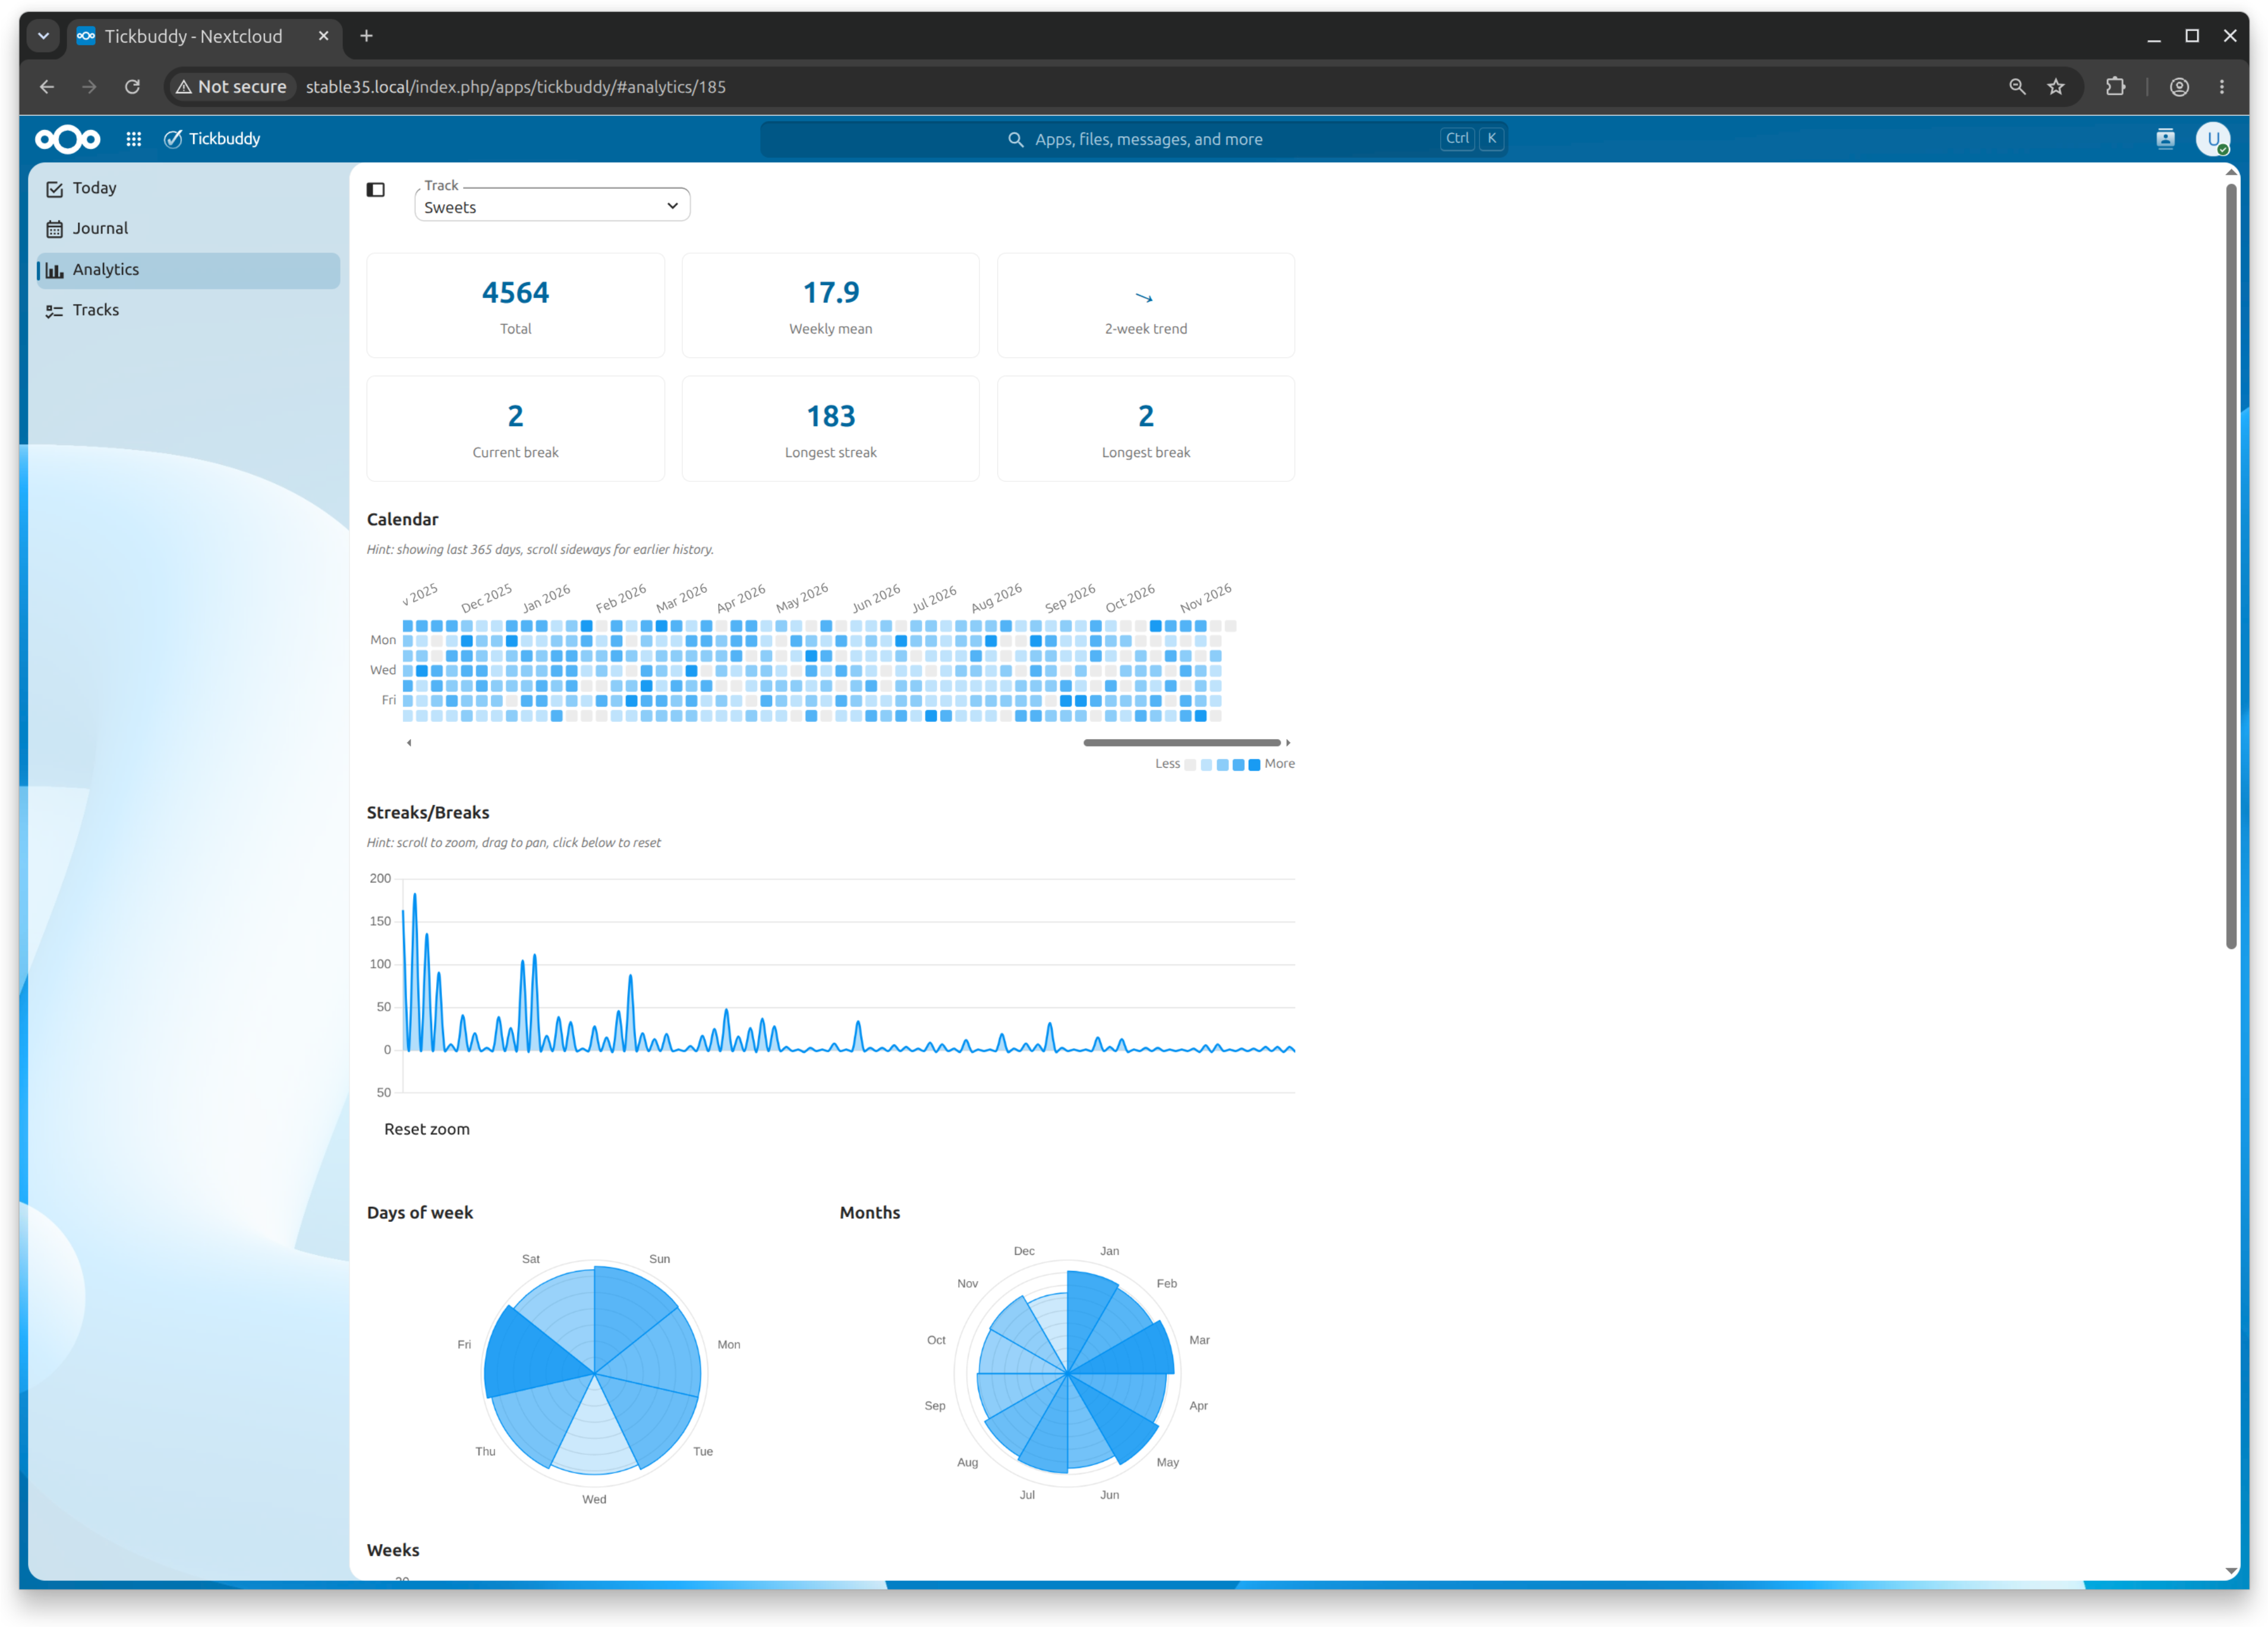 Tickbuddy - Nextcloud
Not secure stable35.local/index.php/apps/tickbuddy/#analytics/185
Tickbuddy
Apps, files, messages, and more
Ctrl K
U
Today
Journal
Analytics
Tracks
Track
Sweets
4564
Total
17.9
Weekly mean
2-week trend
2
Current break
183
Longest streak
2
Longest break
Calendar
Hint: showing last 365 days, scroll sideways for earlier history.
v 2025 Dec 2025 Jan 2026 Feb 2026 Mar 2026 Apr 2026 May 2026 Jun 2026 Jul 2026 Aug 2026 Sep 2026 Oct 2026 Nov 2026
Mon
Wed
Fri
Less More
Streaks/Breaks
Hint: scroll to zoom, drag to pan, click below to reset
200
150
100
50
0
50
Reset zoom
Days of week
Sat Sun
Fri Mon
Thu Tue
Wed
Months
Dec Jan
Nov Feb
Oct Mar
Sep Apr
Aug May
Jul Jun
Weeks